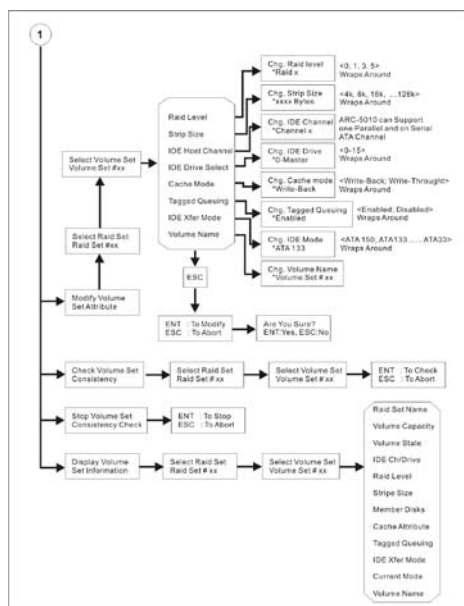 1
Chg. Raid level
*Raid x
<0, 1, 3, 5>
Wraps Around
Chg. Strip Size
*xxxx Bytes
<4k, 8k, 16k, ...128k>
Wraps Around
Chg. IDE Channel
*Channel x
ARC-5010 can Support
one Parallel and on Serial
ATA Channel
Chg. IDE Drive
*0-Master
<0-15>
Wraps Around
Chg. Cache mode
*Write-Back
<Write-Back; Write-Throught>
Wraps Around
Chg. Tagged Queuing
*Enabled
<Enabled; Disabled>
Wraps Around
Chg. IDE Mode
*ATA133
<ATA150, ATA133..... ATA33>
Wraps Around
Chg. Volume Name
*Volume Set # xx
Raid Level
Strip Size
IDE Host Channel
IDE Drive Select
Cache Mode
Tagged Queuing
IDE Xfer Mode
Volume Name
Select Volume Set
Volume Set #xx
Select Raid Set
Raid Set #xx
Modify Volume
Set Attribute
ESC
ENT : To Modify
ESC : To Abort
Are You Sure?
ENT:Yes, ESC:No
Check Volume Set
Consistency
Select Raid Set
Raid Set # xx
Select Volume Set
Volume Set # xx
ENT : To Check
ESC : To Abort
Stop Volume Set
Consistency Check
ENT : To Stop
ESC : To Abort
Display Volume
Set Information
Select Raid Set
Raid Set # xx
Select Volume Set
Volume Set # xx
Raid Set Name
Volume Capacity
Volume State
IDE Ch/Drive
Raid Level
Stripe Size
Member Disks
Cache Attribute
Tagged Queuing
IDE Xfer Mode
Current Mode
Volume Name